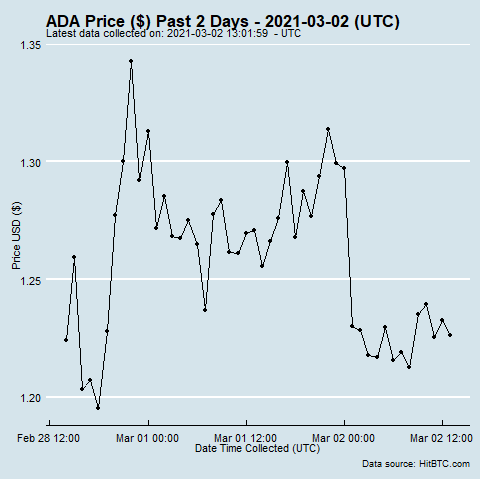 ADA Price ($) Past 2 Days - 2021-03-02 (UTC)
Latest data collected on: 2021-03-02 13:01:59 - UTC
1.35
1.30
1.25
1.20
Price USD ($)
Feb 28 12:00 Mar 01 00:00 Mar 01 12:00 Mar 02 00:00 Mar 02 12:00
Date Time Collected (UTC)
Data source: HitBTC.com